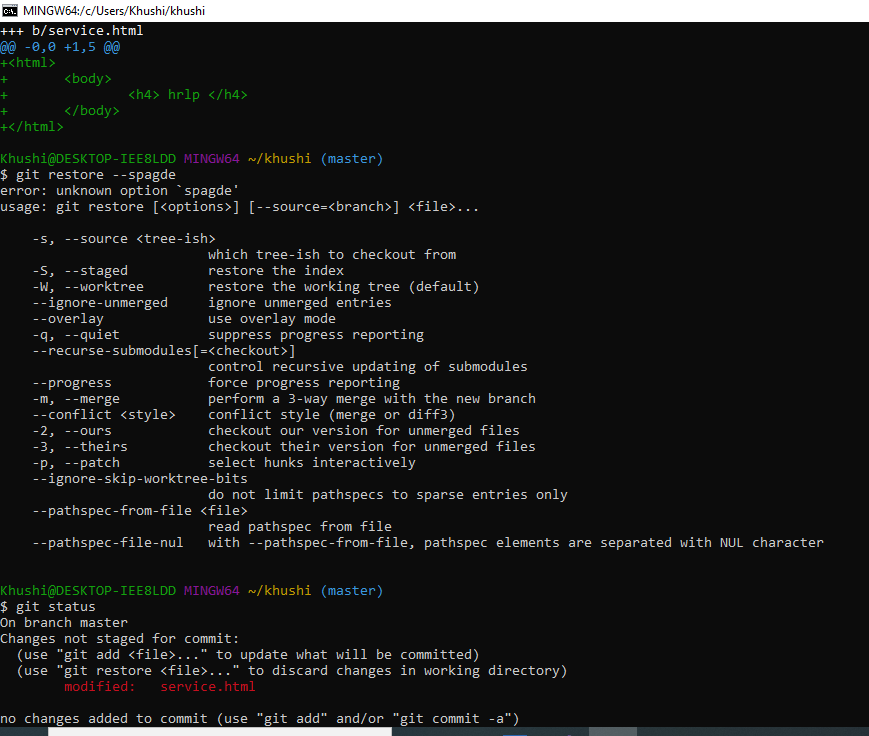 MINGW64:/c/Users/Khushi/khushi
+++ b/service.html
@@ -0,0 +1,5 @@
+<html>
+       <body>
+               <h4> hrlp </h4>
+       </body>
+</html>
Khushi@DESKTOP-IEE8LDD MINGW64 ~/khushi (master)
$ git restore --spagde
error: unknown option `spagde'
usage: git restore [<options>] [--source=<branch>] <file>...
    -s, --source <tree-ish>
                          which tree-ish to checkout from
    -S, --staged          restore the index
    -W, --worktree        restore the working tree (default)
    --ignore-unmerged     ignore unmerged entries
    --overlay             use overlay mode
    -q, --quiet           suppress progress reporting
    --recurse-submodules[=<checkout>]
                          control recursive updating of submodules
    --progress            force progress reporting
    -m, --merge           perform a 3-way merge with the new branch
    --conflict <style>    conflict style (merge or diff3)
    -2, --ours            checkout our version for unmerged files
    -3, --theirs          checkout their version for unmerged files
    -p, --patch           select hunks interactively
    --ignore-skip-worktree-bits
                          do not limit pathspecs to sparse entries only
    --pathspec-from-file <file>
                          read pathspec from file
    --pathspec-file-nul   with --pathspec-from-file, pathspec elements are separated with NUL character
Khushi@DESKTOP-IEE8LDD MINGW64 ~/khushi (master)
$ git status
On branch master
Changes not staged for commit:
  (use "git add <file>..." to update what will be committed)
  (use "git restore <file>..." to discard changes in working directory)
        modified:   service.html
no changes added to commit (use "git add" and/or "git commit -a")